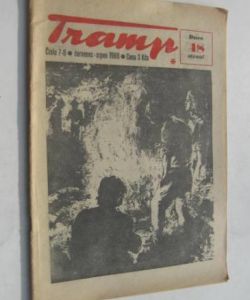 Tramp
Číslo 7-8 • červenec-srpen 1969 • Cena 3 Kčs
Dnes
48
stran!